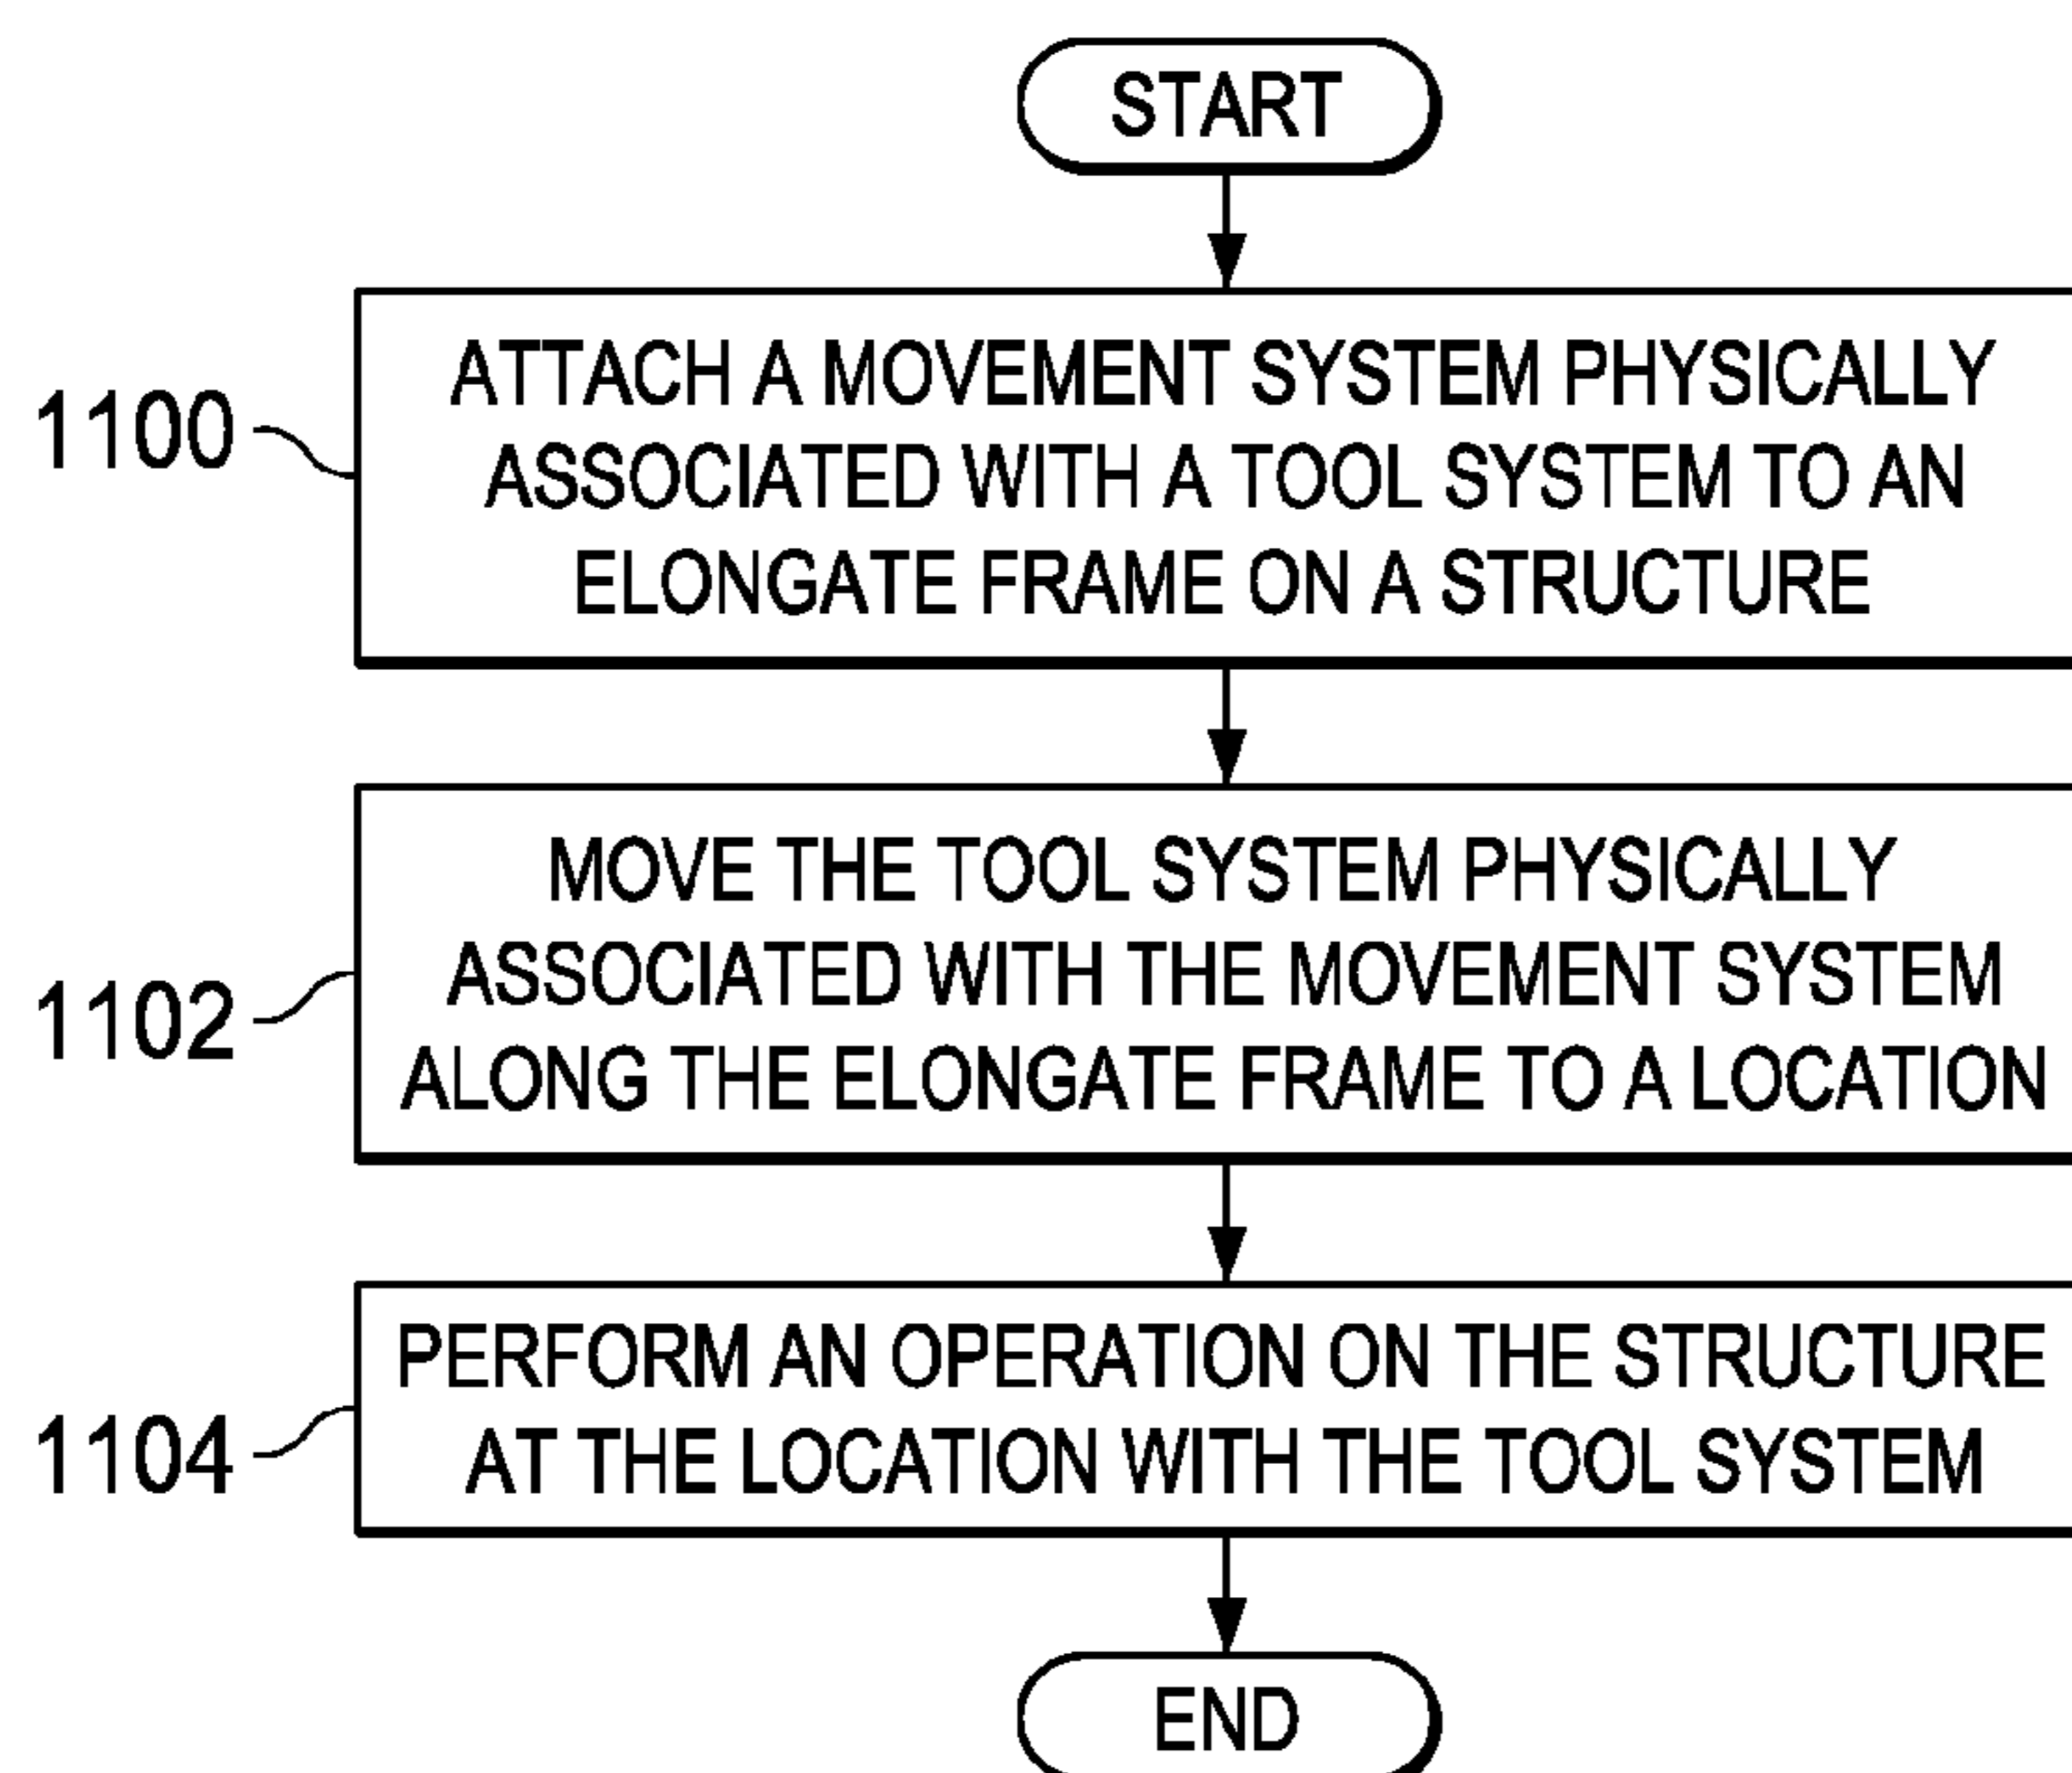 START
1100
ATTACH A MOVEMENT SYSTEM PHYSICALLY
ASSOCIATED WITH A TOOL SYSTEM TO AN
ELONGATE FRAME ON A STRUCTURE
1102
MOVE THE TOOL SYSTEM PHYSICALLY
ASSOCIATED WITH THE MOVEMENT SYSTEM
ALONG THE ELONGATE FRAME TO A LOCATION
1104
PERFORM AN OPERATION ON THE STRUCTURE
AT THE LOCATION WITH THE TOOL SYSTEM
END